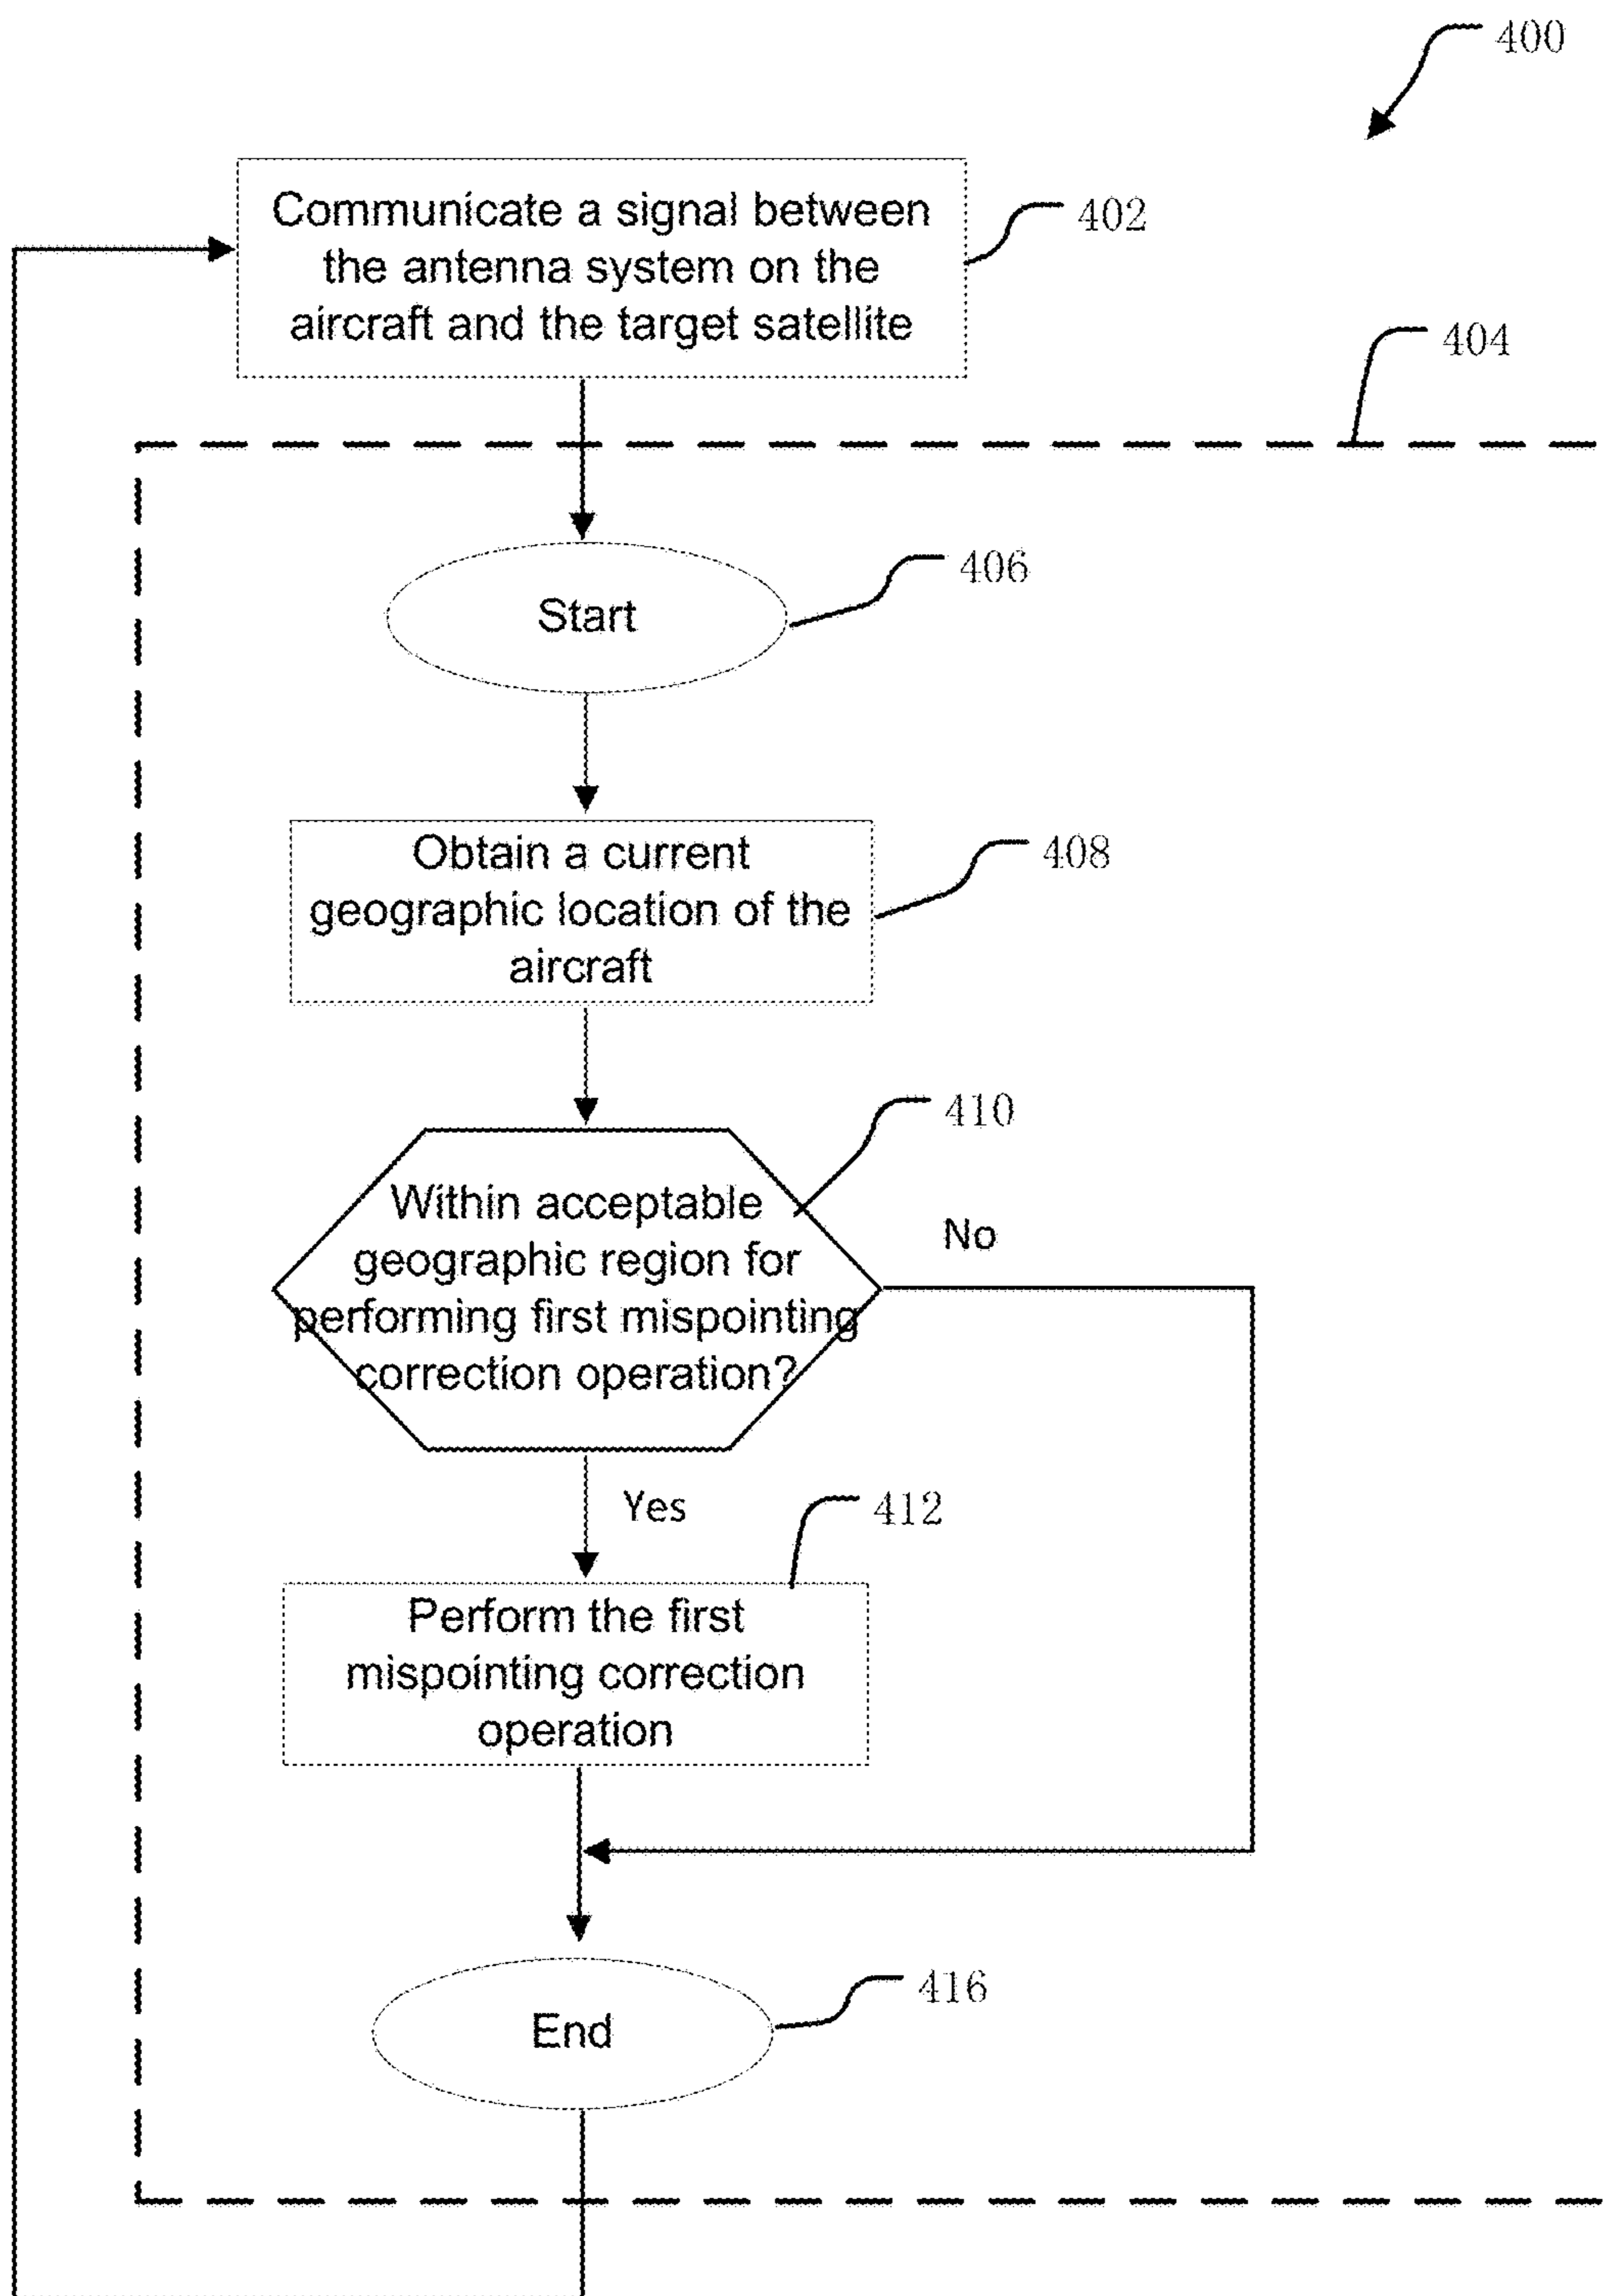 400
Communicate a signal between
the antenna system on the
aircraft and the target satellite
402
404
Start
406
Obtain a current
geographic location of the
aircraft
408
410
Within acceptable
geographic region for
performing first mispointing
correction operation?
No
Yes
412
Perform the first
mispointing correction
operation
End
416